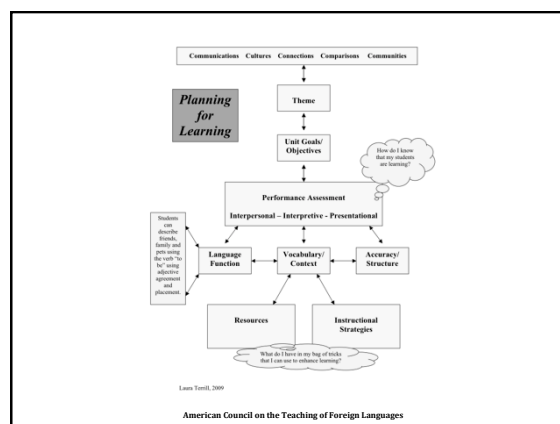 Communications Cultures Connections Comparisons Communities
Planning
for
Learning
Theme
Unit Goals/
Objectives
How do I know
that my students
are learning?
Performance Assessment
Interpersonal – Interpretive - Presentational
Students
can
describe
friends,
family and
pets using
the verb "to
be" using
adjective
agreement
and
placement.
Language
Function
Vocabulary/
Context
Accuracy/
Structure
Resources
Instructional
Strategies
What do I have in my bag of tricks
that I can use to enhance learning?
Laura Terrill, 2009
American Council on the Teaching of Foreign Languages